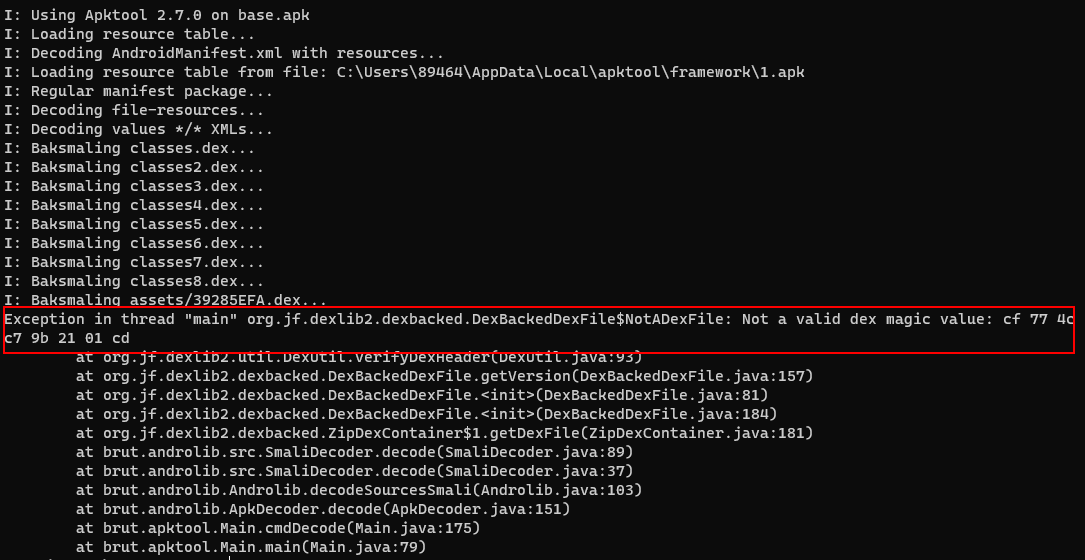 I: Using Apktool 2.7.0 on base.apk
I: Loading resource table...
I: Decoding AndroidManifest.xml with resources...
I: Loading resource table from file: C:\Users\89464\AppData\Local\apktool\framework\1.apk
I: Regular manifest package...
I: Decoding file-resources...
I: Decoding values */* XMLs...
I: Baksmaling classes.dex...
I: Baksmaling classes2.dex...
I: Baksmaling classes3.dex...
I: Baksmaling classes4.dex...
I: Baksmaling classes5.dex...
I: Baksmaling classes6.dex...
I: Baksmaling classes7.dex...
I: Baksmaling classes8.dex...
I: Baksmaling assets/39285EFA.dex...
Exception in thread "main" org.jf.dexlib2.dexbacked.DexBackedDexFile$NotADexFile: Not a valid dex magic value: cf 77 4c
c7 9b 21 01 cd
at org.jf.dexlib2.util.DexUtil.verifyDexHeader(DexUtil.java:93)
at org.jf.dexlib2.dexbacked.DexBackedDexFile.getVersion(DexBackedDexFile.java:157)
at org.jf.dexlib2.dexbacked.DexBackedDexFile.<init>(DexBackedDexFile.java:81)
at org.jf.dexlib2.dexbacked.DexBackedDexFile.<init>(DexBackedDexFile.java:184)
at org.jf.dexlib2.dexbacked.ZipDexContainer$1.getDexFile(ZipDexContainer.java:181)
at brut.androlib.src.SmaliDecoder.decode(SmaliDecoder.java:89)
at brut.androlib.src.SmaliDecoder.decode(SmaliDecoder.java:37)
at brut.androlib.Androlib.decodeSourcesSmali(Androlib.java:103)
at brut.androlib.ApkDecoder.decode(ApkDecoder.java:151)
at brut.apktool.Main.cmdDecode(Main.java:175)
at brut.apktool.Main.main(Main.java:79)